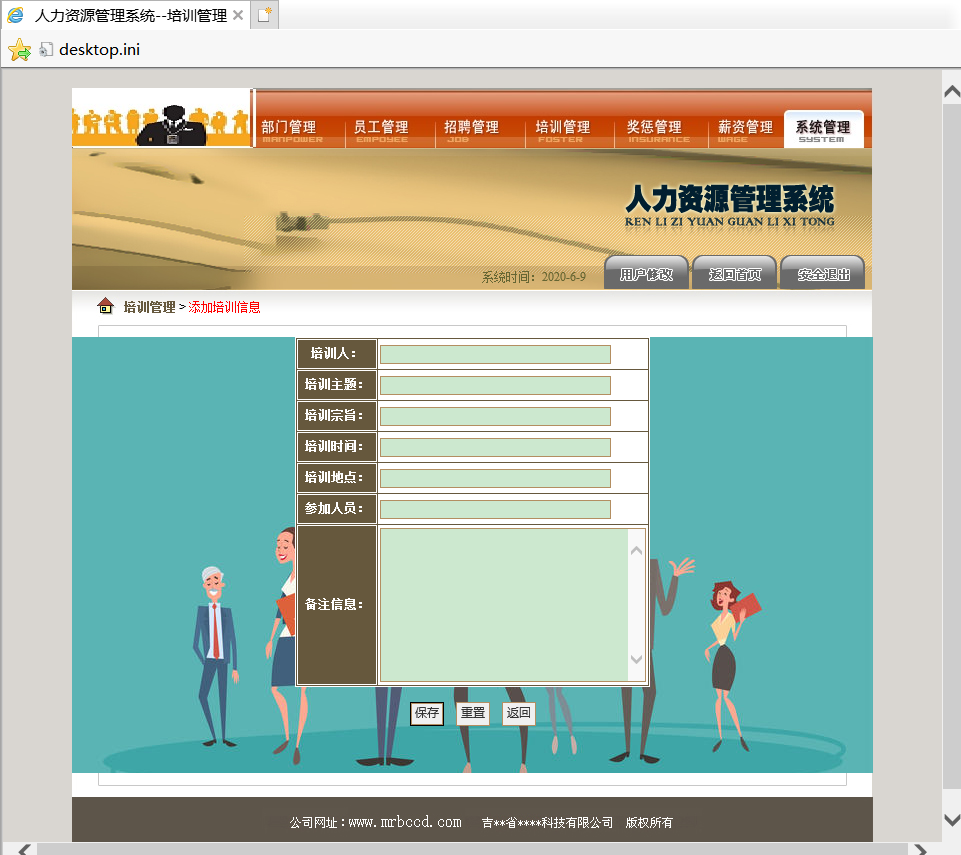 人力资源管理系统--培训管理
desktop.ini
部门管理 员工管理 招聘管理 培训管理 奖惩管理 薪资管理 系统管理
MANPOWER EMPOYEE JOB FOSTER INSURANCE WAGE SYSTEM
人力资源管理系统
REN LI ZI YUAN GUAN LI XI TONG
系统时间：2020-6-9 用户修改 返回首页 安全退出
培训管理 > 添加培训信息
培训人：
培训主题：
培训宗旨：
培训时间：
培训地点：
参加人员：
备注信息：
保存 重置 返回
公司网址：www.mrbccd.com 吉**省****科技有限公司 版权所有